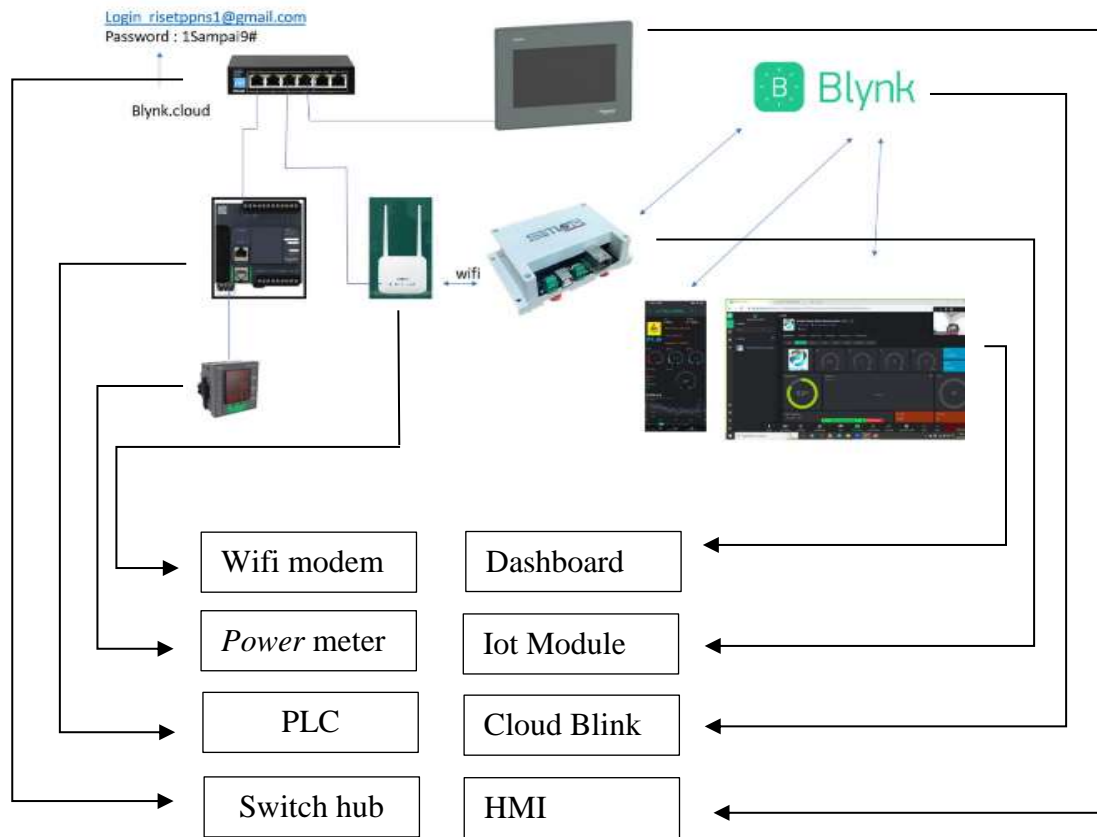 Login risetppns1@gmail.com
Password : 1Sampai9#
Blynk.cloud
B Blynk
wifi
Wifi modem
Dashboard
Power meter
Iot Module
PLC
Cloud Blink
Switch hub
HMI